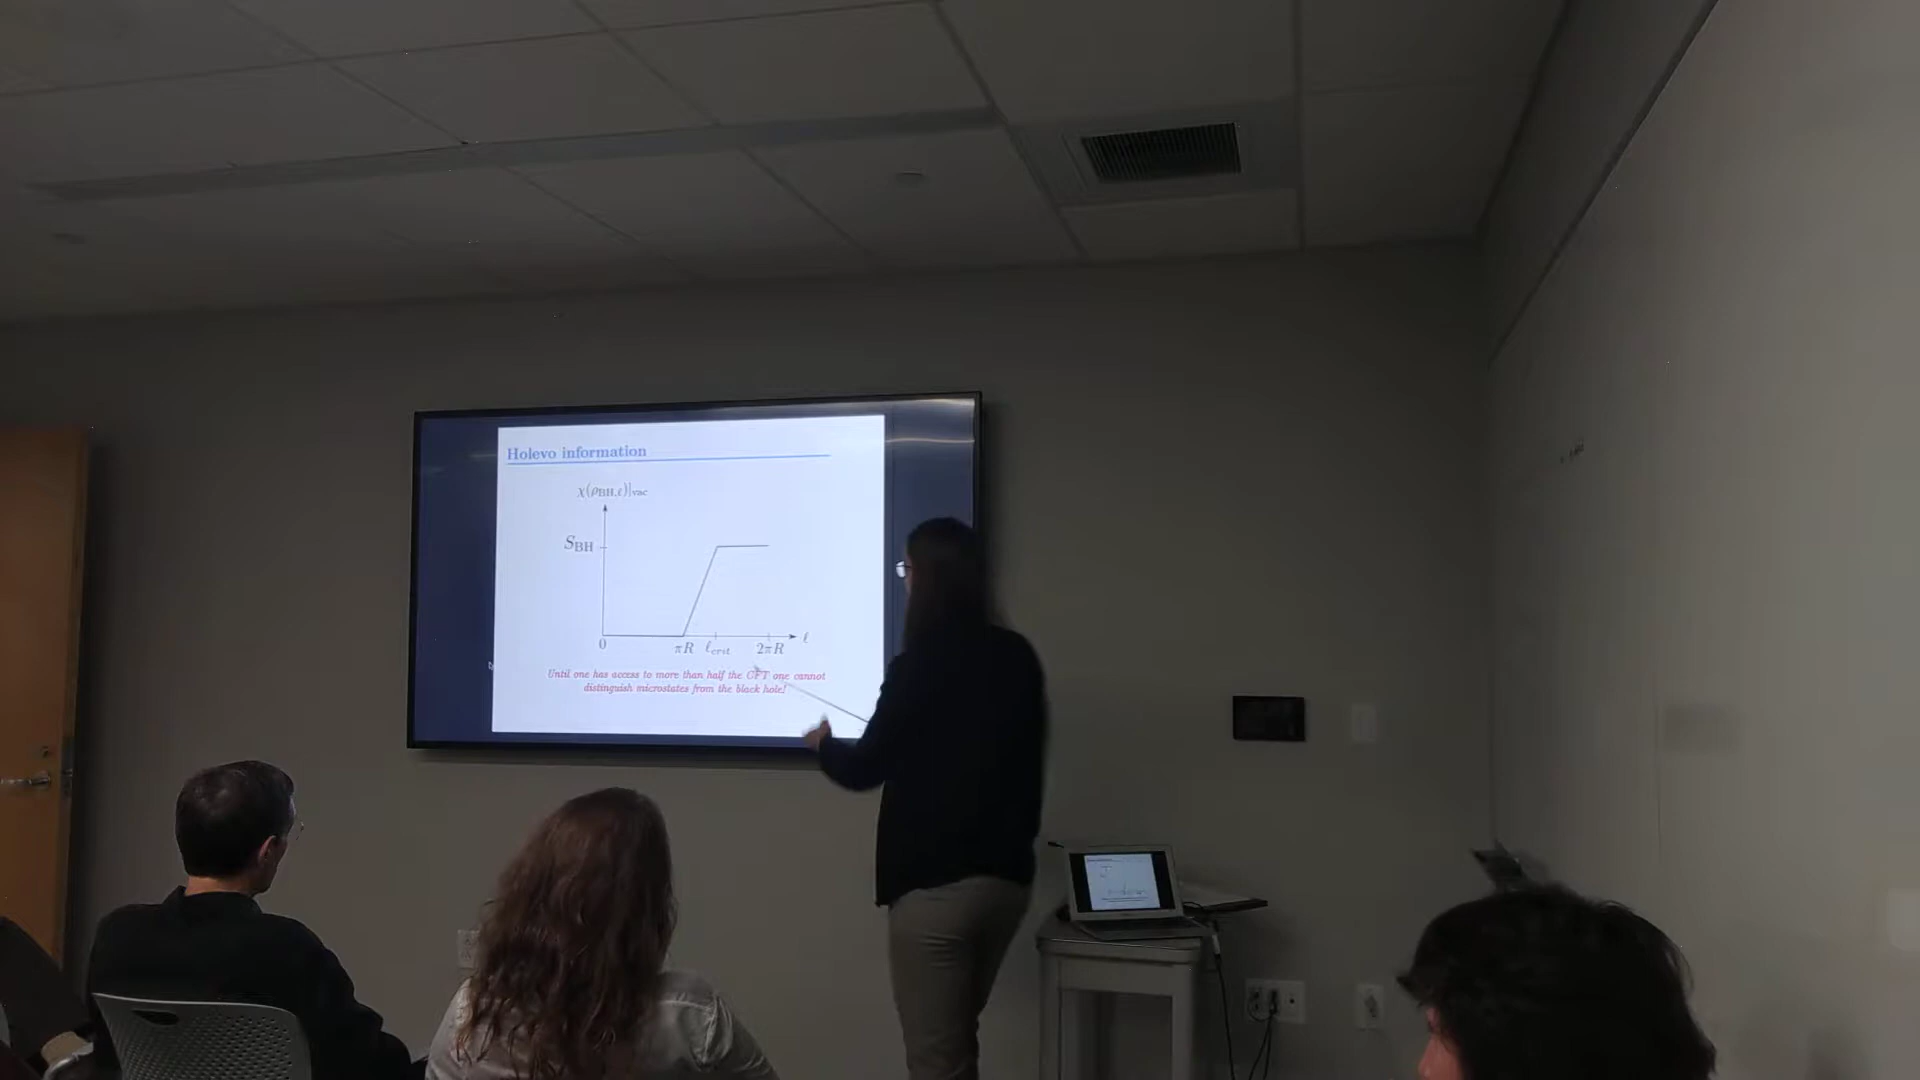 Holevo information
χ(ρBH,ℓ)|vac
SBH
0 πR ℓcrit 2πR ℓ
Until one has access to more than half the CFT one cannot
distinguish microstates from the black hole!